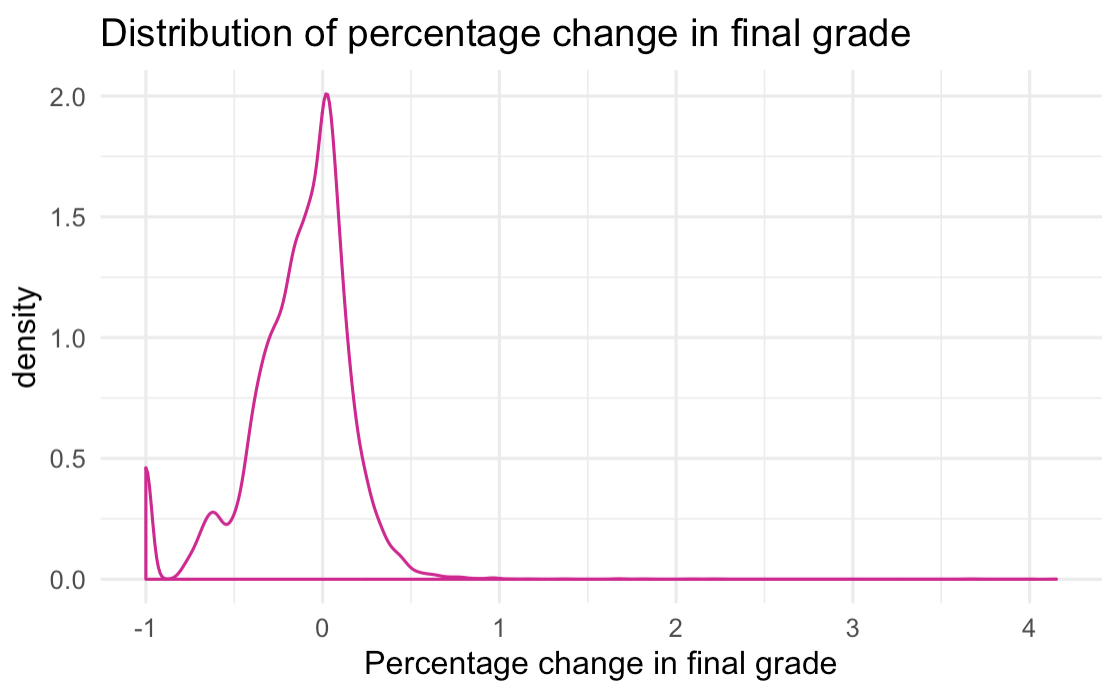 Distribution of percentage change in final grade
2.0
1.5
1.0
0.5
0.0
density
-1 0 1 2 3 4
Percentage change in final grade